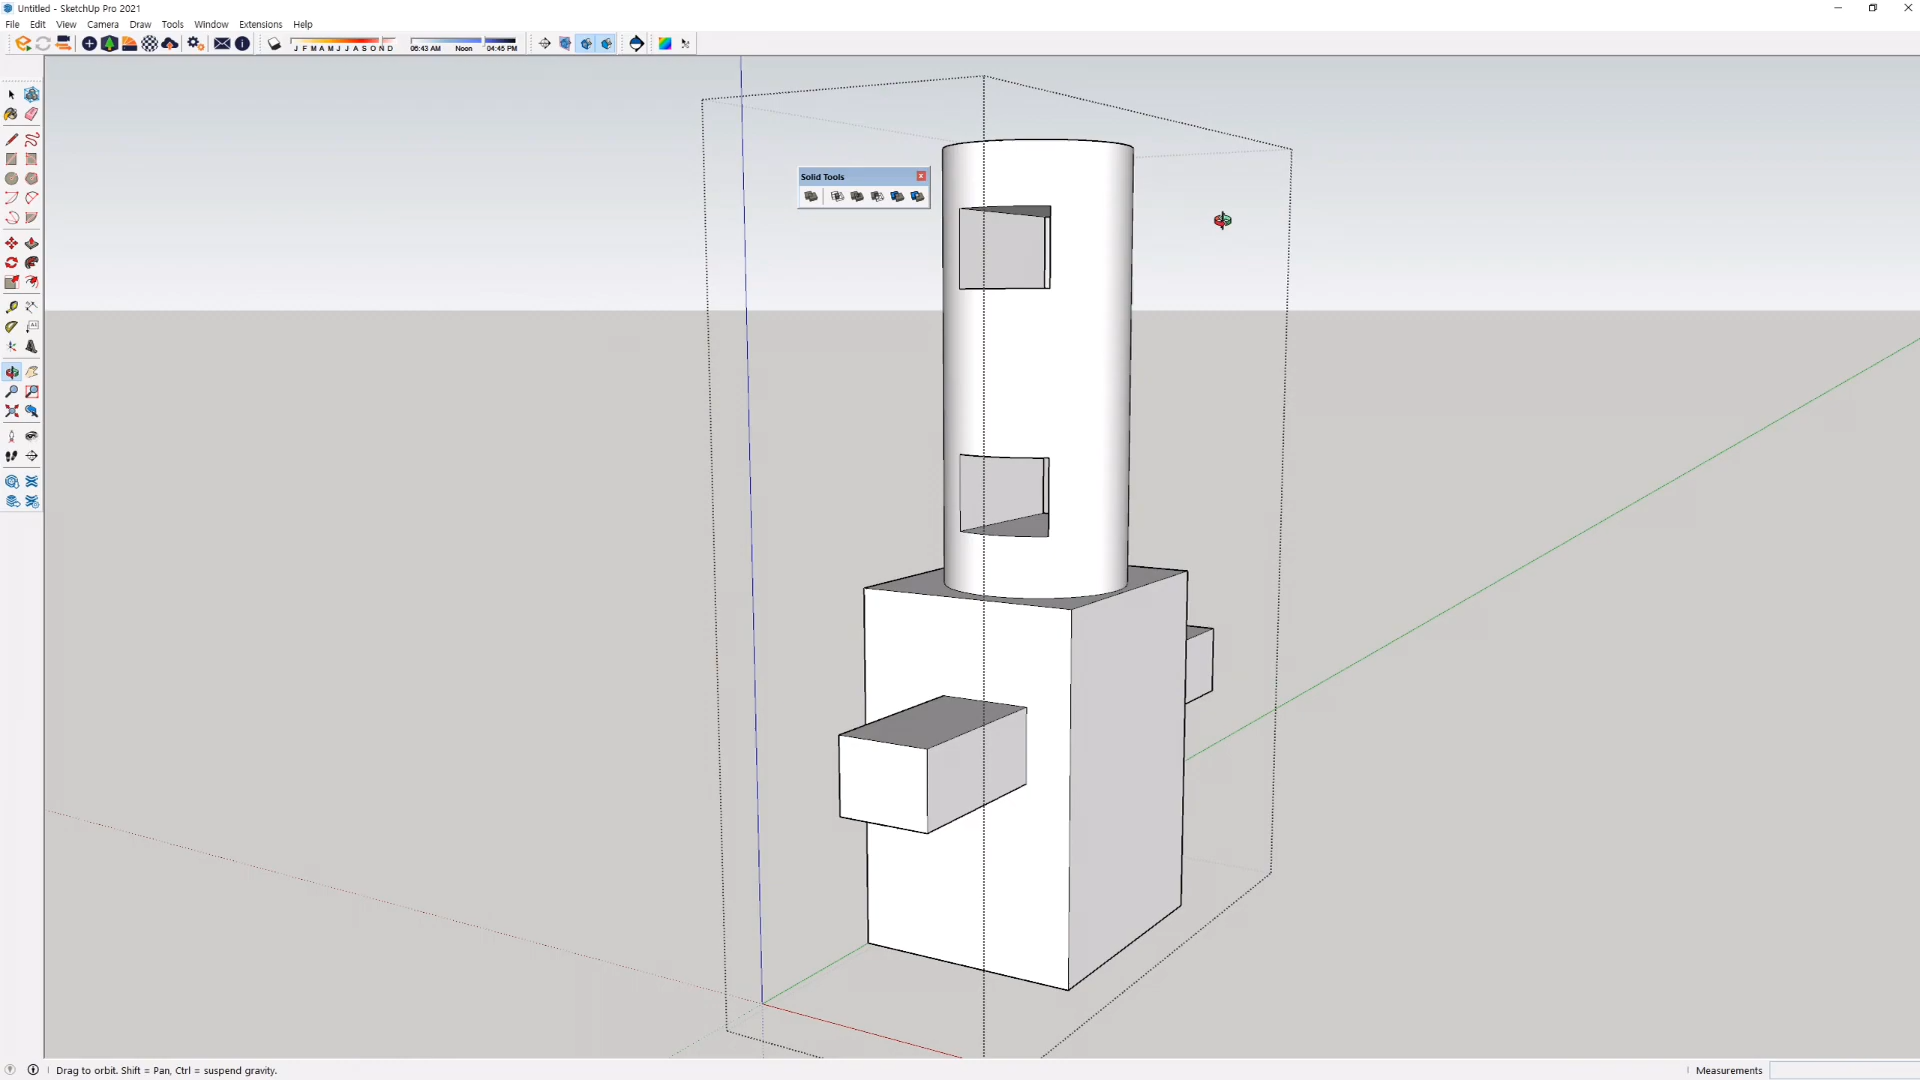 Untitled - SketchUp Pro 2021
File Edit View Camera Draw Tools Window Extensions Help
J F M A M J J A S O N D 06:43 AM Noon 04:45 PM
Solid Tools
Drag to orbit. Shift = Pan, Ctrl = suspend gravity. Measurements